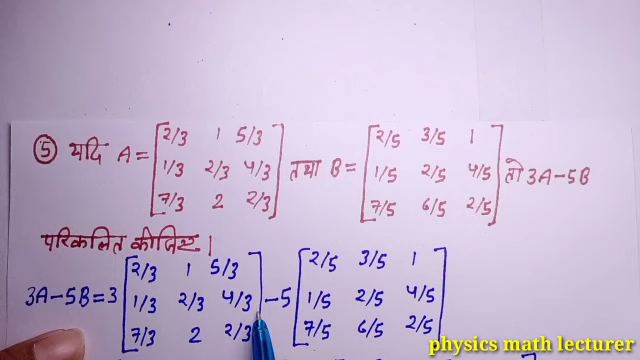 ⑤ यदि A = [2/3 1 5/3 तथा B = [2/5 3/5 1 तो 3A-5B
1/3 2/3 4/3 1/5 2/5 4/5
7/3 2 2/3] 7/5 6/5 2/5]
परिकलित कीजिए।
3A-5B = 3 [2/3 1 5/3 -5 [2/5 3/5 1
1/3 2/3 4/3 1/5 2/5 4/5
7/3 2 2/3] 7/5 6/5 2/5]
physics math lecturer